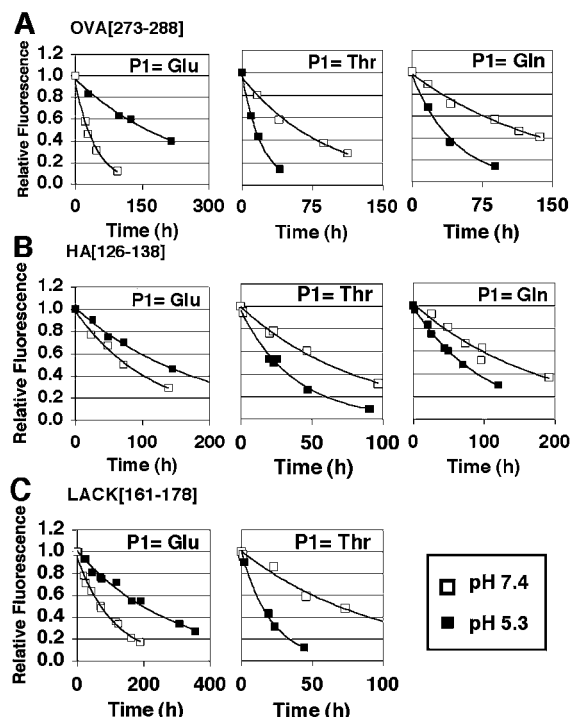 A OVA[273-288]
Relative Fluorescence
1.2
1.0
0.8
0.6
0.4
0.2
0.0
P1= Glu
P1= Thr
P1= Gln
0 150 300
0 75 150
0 75 150
Time (h)
Time (h)
Time (h)
B HA[126-138]
Relative Fluorescence
1.2
1.0
0.8
0.6
0.4
0.2
0.0
P1= Glu
P1= Thr
P1= Gln
0 100 200
0 50 100
0 100 200
Time (h)
Time (h)
Time (h)
C LACK[161-178]
Relative Fluorescence
1.2
1.0
0.8
0.6
0.4
0.2
0.0
P1= Glu
P1= Thr
0 200 400
0 50 100
Time (h)
Time (h)
pH 7.4
pH 5.3